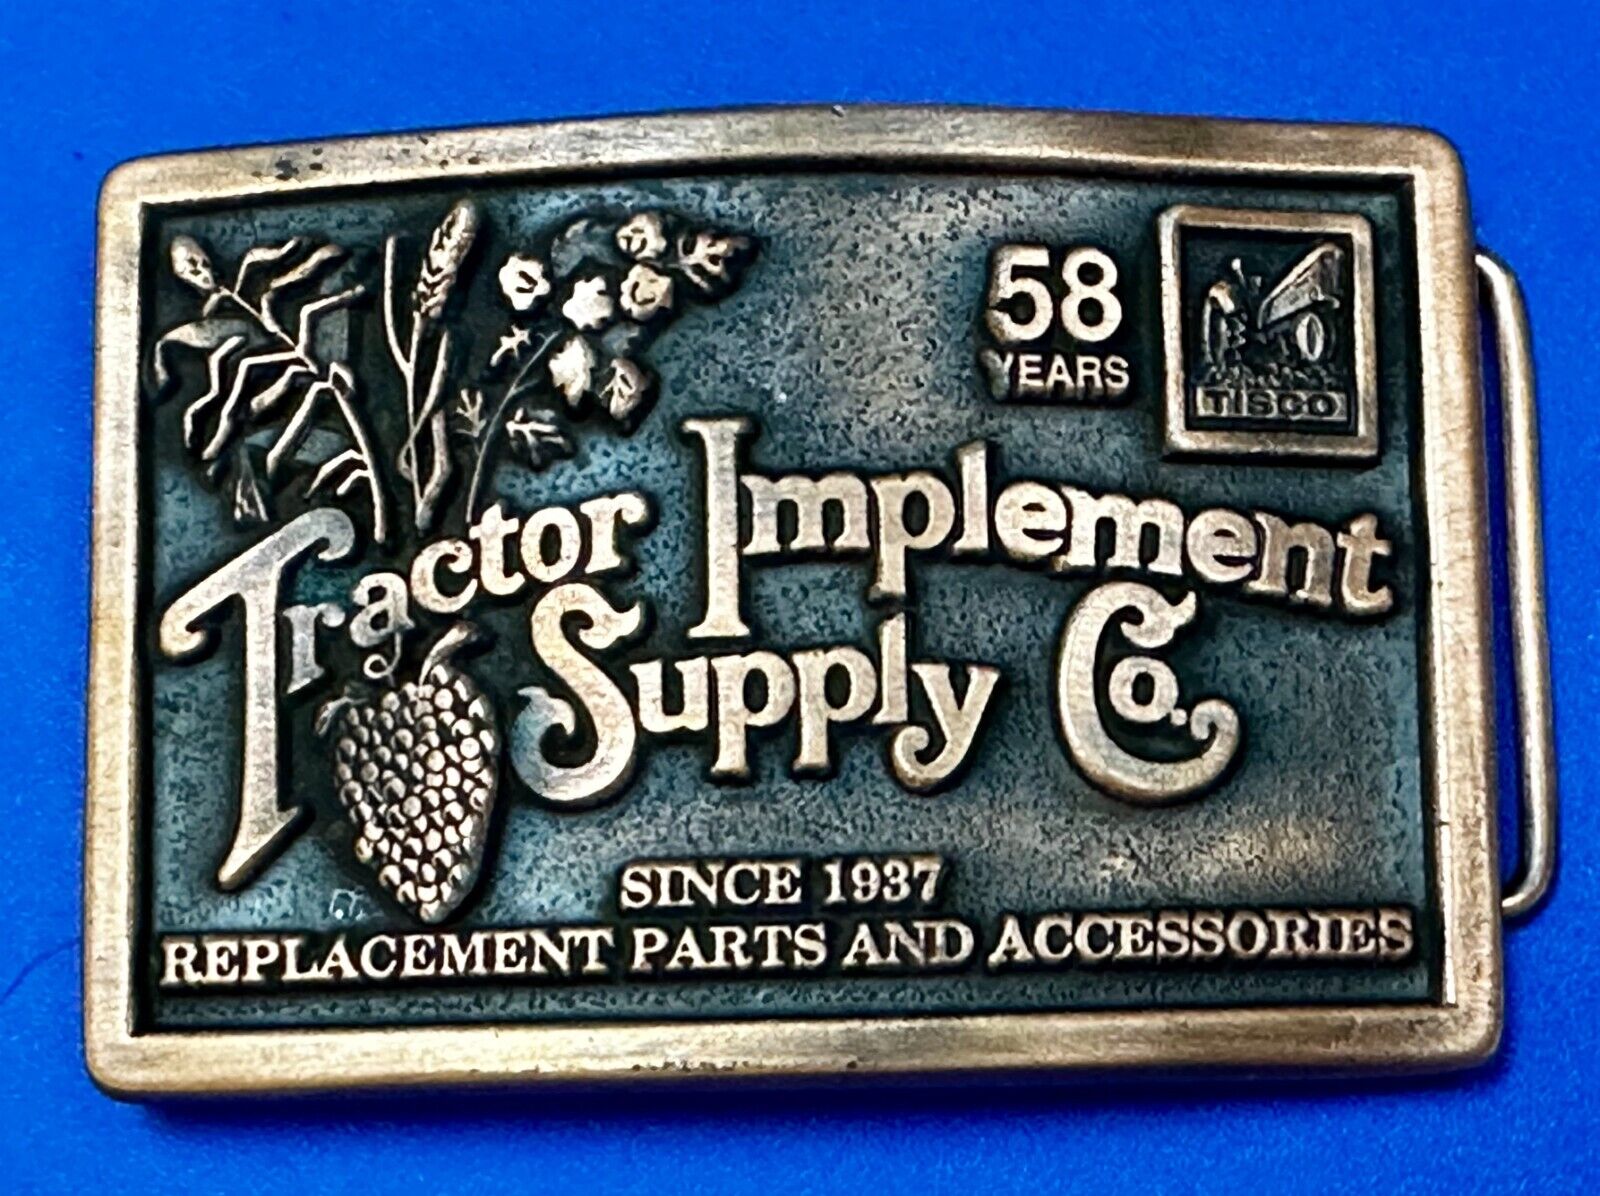 58
YEARS
TISCO
Tractor Implement
Supply Co.
SINCE 1937
REPLACEMENT PARTS AND ACCESSORIES